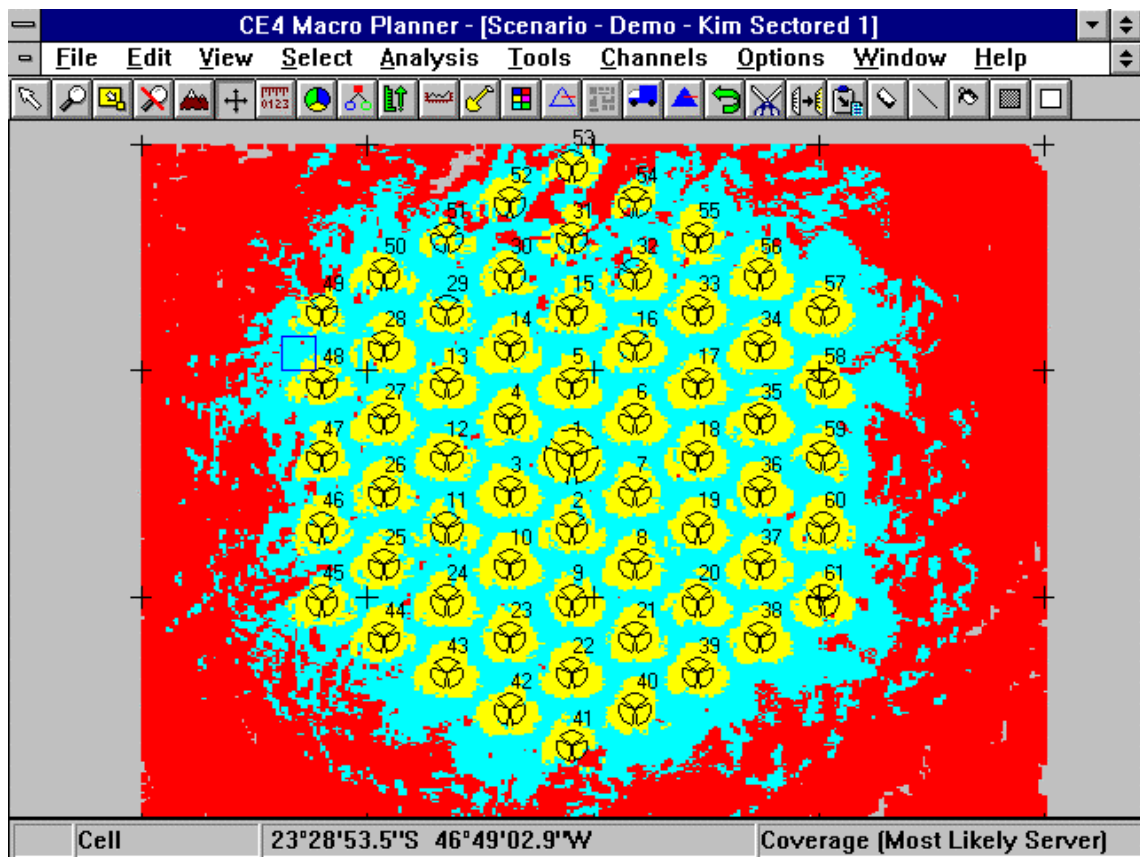 CE4 Macro Planner - [Scenario - Demo - Kim Sectored 1]
File Edit View Select Analysis Tools Channels Options Window Help
0123
53
52 54
51 31 55
50 30 32 56
49 29 15 33 57
28 14 16 34
48 13 5 17 58
27 4 6 35
47 12 1 18 59
26 3 7 36
46 11 2 19 60
25 10 8 37
45 24 9 20 61
44 23 21 38
43 22 39
42 40
41
Cell 23°28'53.5''S 46°49'02.9''W Coverage (Most Likely Server)